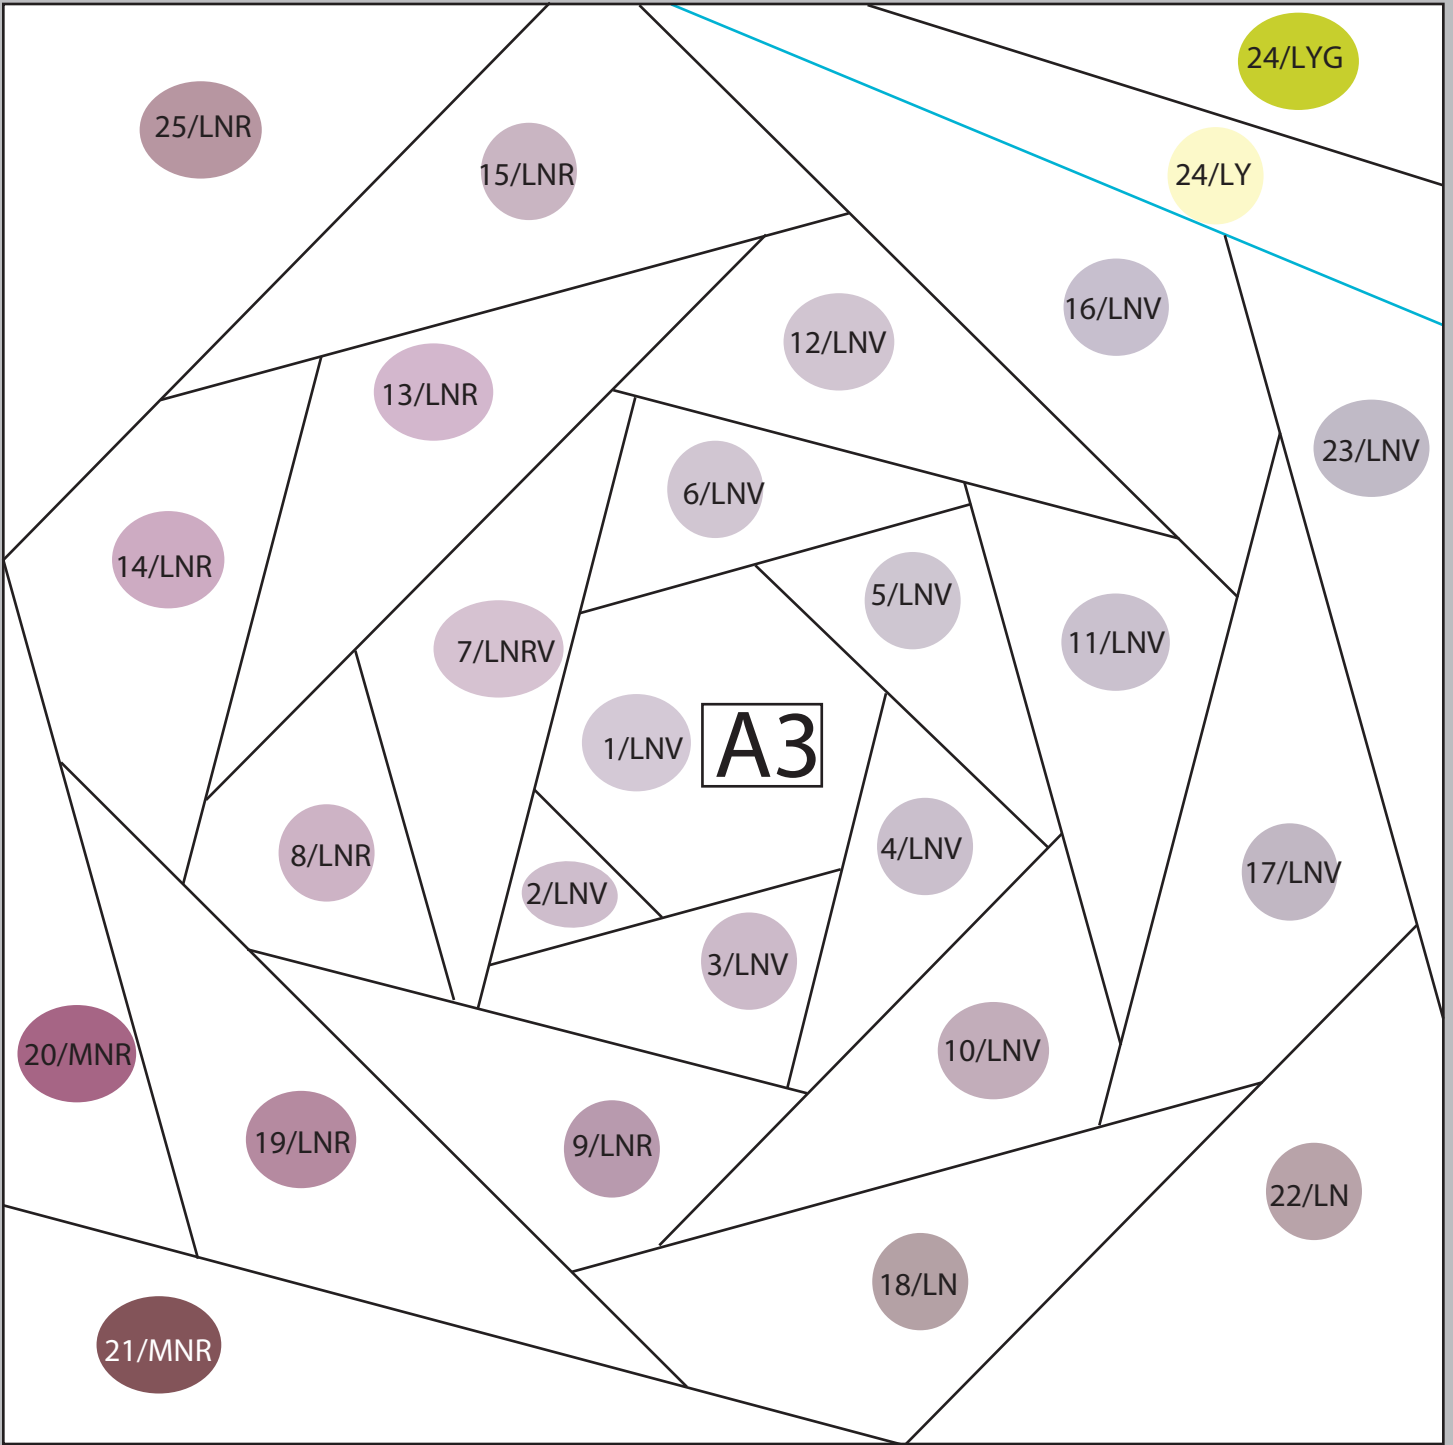 24/LYG
25/LNR
15/LNR
24/LY
16/LNV
12/LNV
13/LNR
23/LNV
6/LNV
14/LNR
5/LNV
11/LNV
7/LNRV
1/LNV
A3
8/LNR
4/LNV
17/LNV
2/LNV
3/LNV
20/MNR
10/LNV
19/LNR
9/LNR
22/LN
18/LN
21/MNR